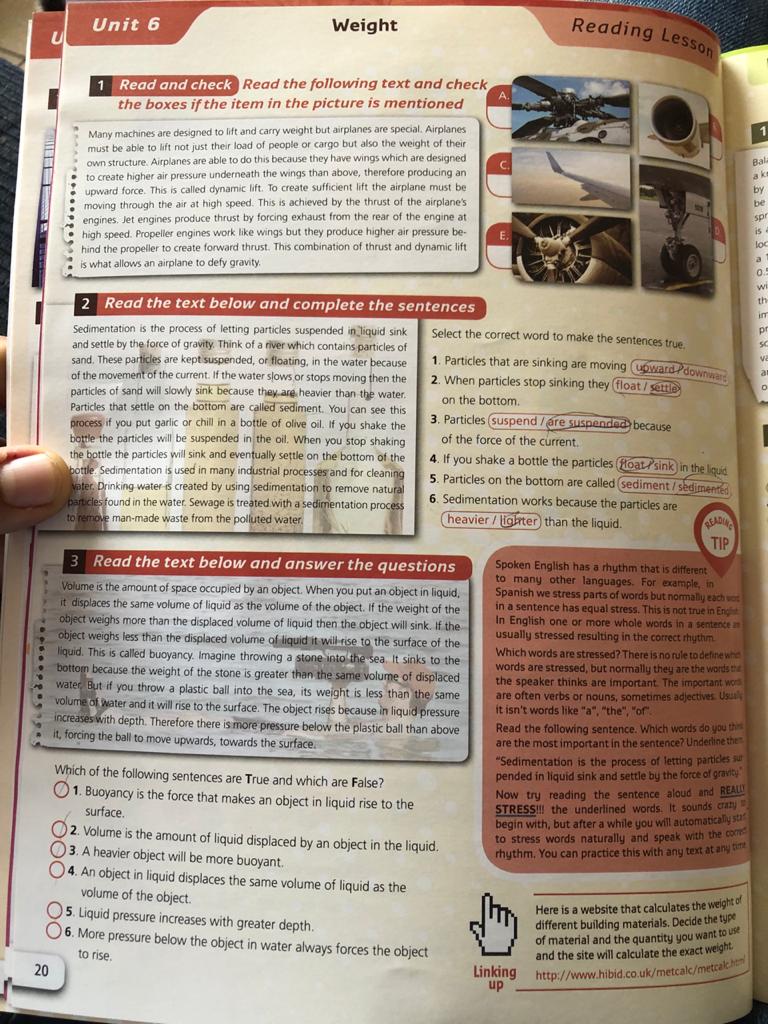 Unit 6
Weight
Reading Lesson
1 Read and check Read the following text and check
the boxes if the item in the picture is mentioned
Many machines are designed to lift and carry weight but airplanes are special. Airplanes
must be able to lift not just their load of people or cargo but also the weight of their
own structure. Airplanes are able to do this because they have wings which are designed
to create higher air pressure underneath the wings than above, therefore producing an
upward force. This is called dynamic lift. To create sufficient lift the airplane must be
moving through the air at high speed. This is achieved by the thrust of the airplane's
engines. Jet engines produce thrust by forcing exhaust from the rear of the engine at
high speed. Propeller engines work like wings but they produce higher air pressure be-
hind the propeller to create forward thrust. This combination of thrust and dynamic lift
is what allows an airplane to defy gravity.
A.
C.
D.
E.
2 Read the text below and complete the sentences
Sedimentation is the process of letting particles suspended in liquid sink
and settle by the force of gravity. Think of a river which contains particles of
sand. These particles are kept suspended, or floating, in the water because
of the movement of the current. If the water slows or stops moving then the
particles of sand will slowly sink because they are heavier than the water.
Particles that settle on the bottom are called sediment. You can see this
process if you put garlic or chill in a bottle of olive oil. If you shake the
bottle the particles will be suspended in the oil. When you stop shaking
the bottle the particles will sink and eventually settle on the bottom of the
bottle. Sedimentation is used in many industrial processes and for cleaning
water. Drinking water is created by using sedimentation to remove natural
particles found in the water. Sewage is treated with a sedimentation process
to remove man-made waste from the polluted water.
Select the correct word to make the sentences true.
1. Particles that are sinking are moving upward / downward
2. When particles stop sinking they float / settle
on the bottom.
3. Particles suspend / are suspended because
of the force of the current.
4. If you shake a bottle the particles float / sink in the liquid
5. Particles on the bottom are called sediment / sedimented
6. Sedimentation works because the particles are
heavier / lighter than the liquid.
READING
TIP
3 Read the text below and answer the questions
Volume is the amount of space occupied by an object. When you put an object in liquid,
it displaces the same volume of liquid as the volume of the object. If the weight of the
object weighs more than the displaced volume of liquid then the object will sink. If the
object weighs less than the displaced volume of liquid it will rise to the surface of the
liquid. This is called buoyancy. Imagine throwing a stone into the sea. It sinks to the
bottom because the weight of the stone is greater than the same volume of displaced
water. But if you throw a plastic ball into the sea, its weight is less than the same
volume of water and it will rise to the surface. The object rises because in liquid pressure
increases with depth. Therefore there is more pressure below the plastic ball than above
it, forcing the ball to move upwards, towards the surface.
Which of the following sentences are True and which are False?
1. Buoyancy is the force that makes an object in liquid rise to the
surface.
2. Volume is the amount of liquid displaced by an object in the liquid.
3. A heavier object will be more buoyant.
4. An object in liquid displaces the same volume of liquid as the
volume of the object.
5. Liquid pressure increases with greater depth.
6. More pressure below the object in water always forces the object
to rise.
Spoken English has a rhythm that is different
to many other languages. For example, in
Spanish we stress parts of words but normally each word
in a sentence has equal stress. This is not true in English.
In English one or more whole words in a sentence are
usually stressed resulting in the correct rhythm.
Which words are stressed? There is no rule to define which
words are stressed, but normally they are the words that
the speaker thinks are important. The important words
are often verbs or nouns, sometimes adjectives. Usually
it isn't words like "a", "the", "of".
Read the following sentence. Which words do you think
are the most important in the sentence? Underline them.
"Sedimentation is the process of letting particles sus
pended in liquid sink and settle by the force of gravity."
Now try reading the sentence aloud and REALLY
STRESS!!! the underlined words. It sounds crazy to
begin with, but after a while you will automatically start
to stress words naturally and speak with the correct
rhythm. You can practice this with any text at any time
Linking
up
Here is a website that calculates the weight of
different building materials. Decide the type
of material and the quantity you want to use
and the site will calculate the exact weight.
http://www.hibid.co.uk/metcalc/metcalc.html
20